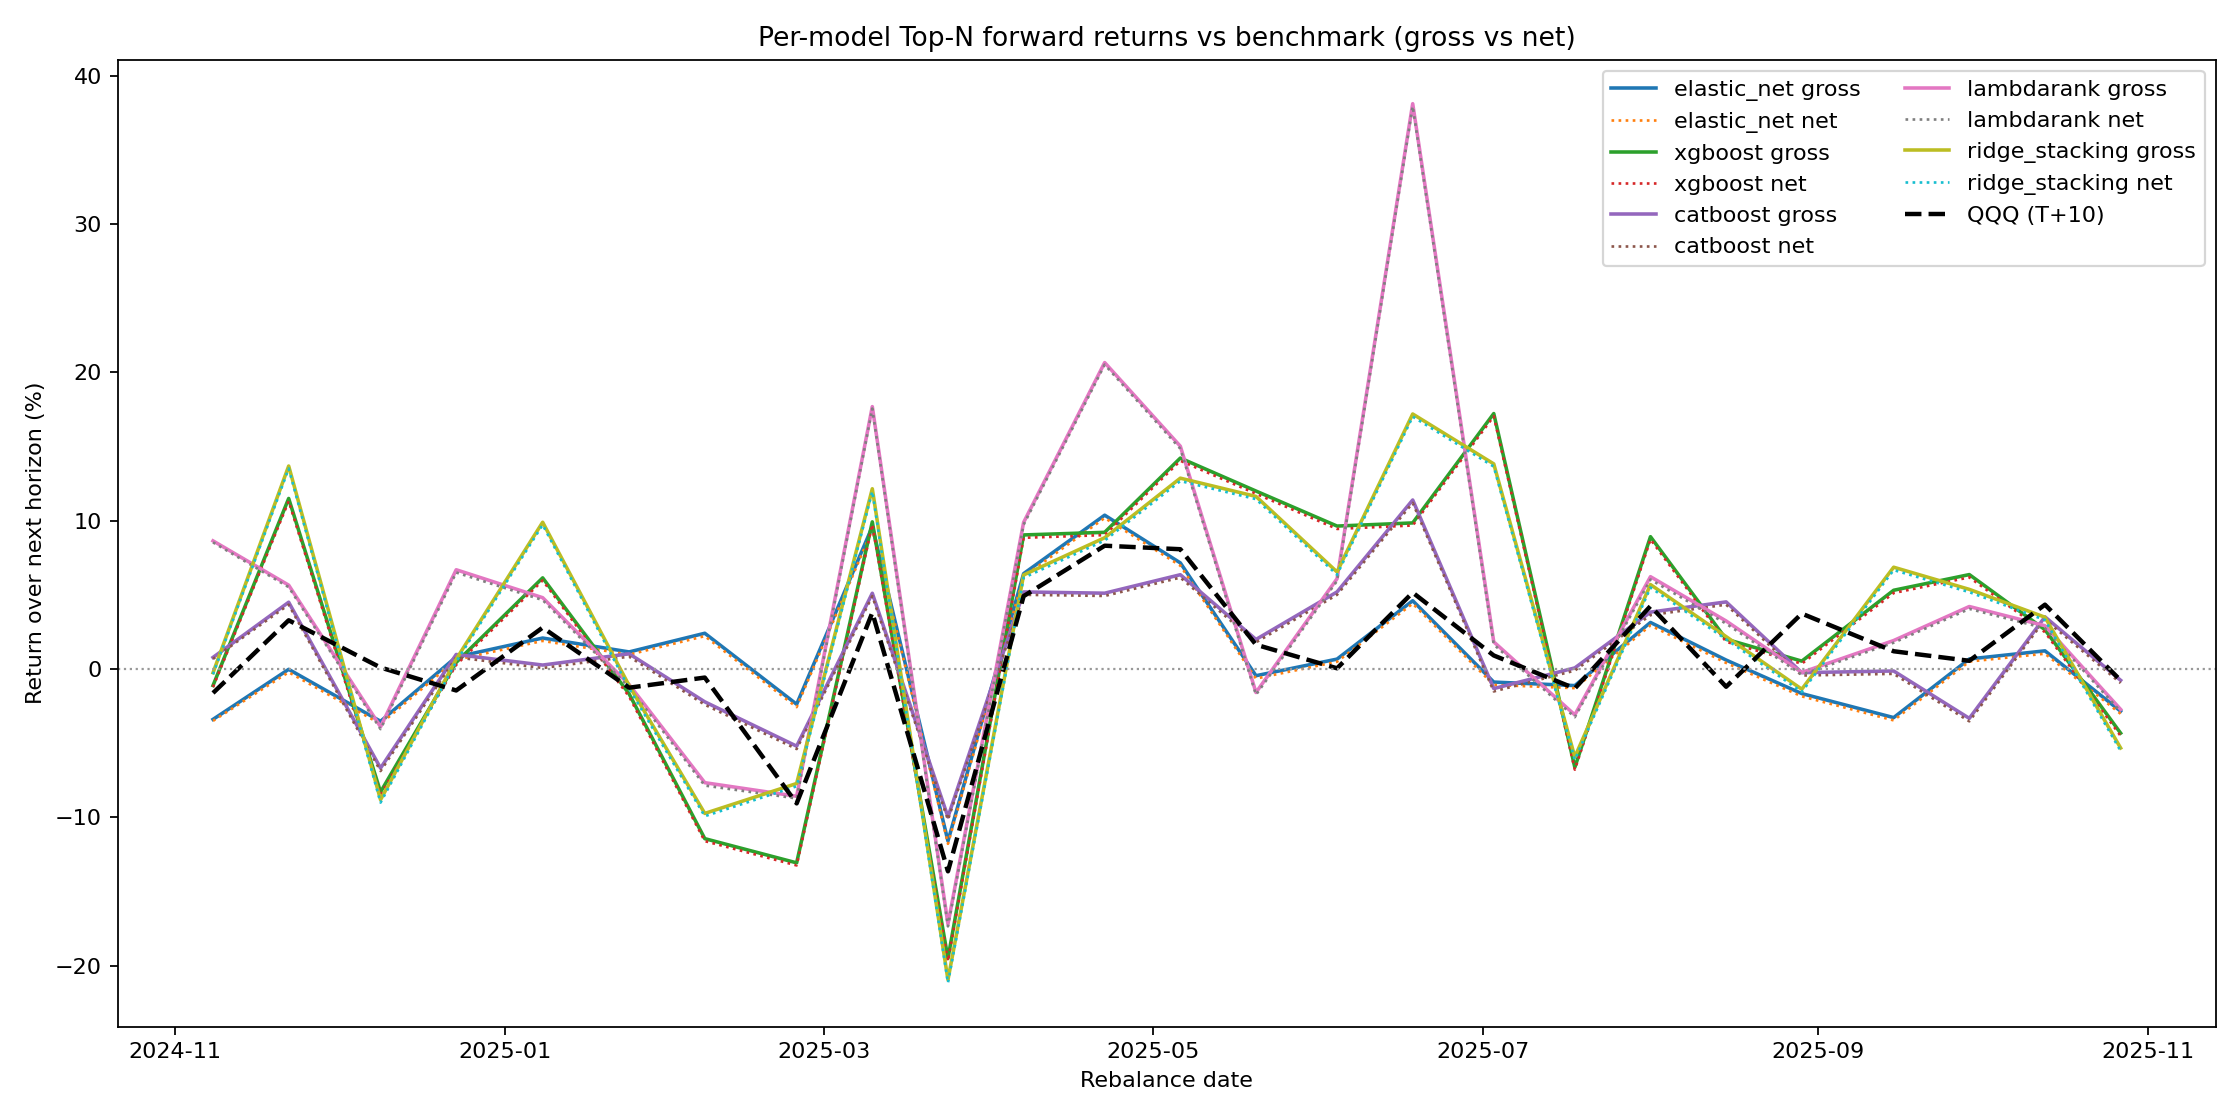 Per-model Top-N forward returns vs benchmark (gross vs net)
Return over next horizon (%)
40
30
20
10
0
−10
−20
elastic_net gross
elastic_net net
xgboost gross
xgboost net
catboost gross
catboost net
lambdarank gross
lambdarank net
ridge_stacking gross
ridge_stacking net
QQQ (T+10)
2024-11
2025-01
2025-03
2025-05
2025-07
2025-09
2025-11
Rebalance date